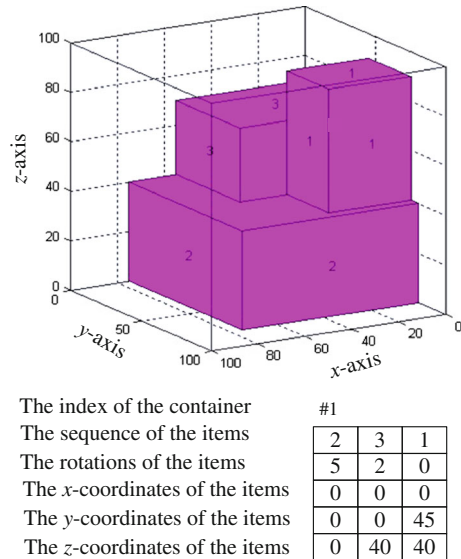 100
80
60
40
20
0
0
50
100
100
80
60
40
20
0
z-axis
y-axis
x-axis
1
3
3
1
1
2
2
The index of the container #1
The sequence of the items 2 3 1
The rotations of the items 5 2 0
The x-coordinates of the items 0 0 0
The y-coordinates of the items 0 0 45
The z-coordinates of the items 0 40 40